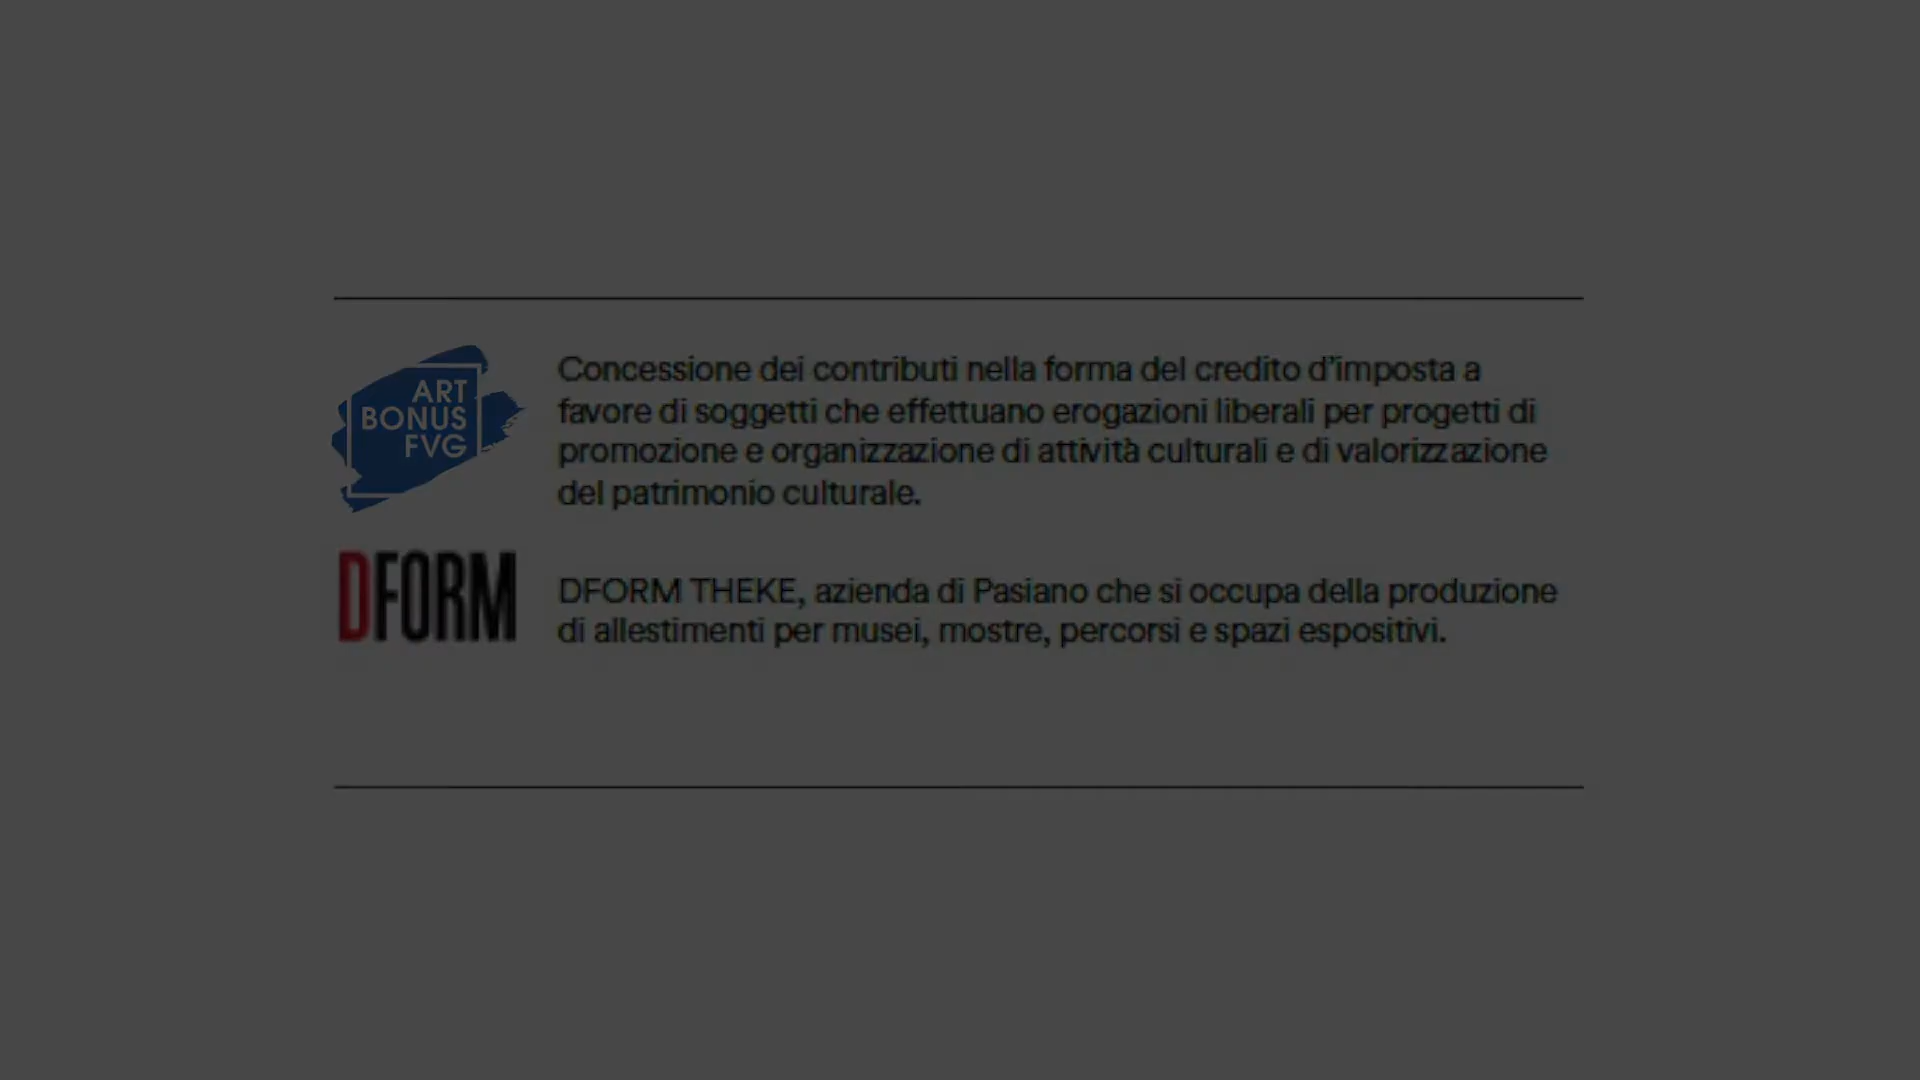 ART
BONUS
FVG
Concessione dei contributi nella forma del credito d'imposta a
favore di soggetti che effettuano erogazioni liberali per progetti di
promozione e organizzazione di attività culturali e di valorizzazione
del patrimonio culturale.
DFORM
DFORM THEKE, azienda di Pasiano che si occupa della produzione
di allestimenti per musei, mostre, percorsi e spazi espositivi.